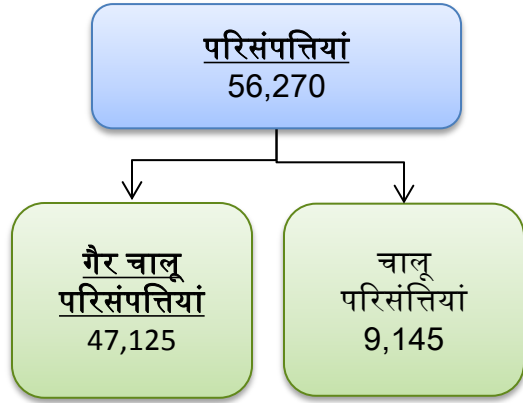 परिसंपत्तियां
56,270
गैर चालू
परिसंपत्तियां
47,125
चालू
परिसंत्तियां
9,145